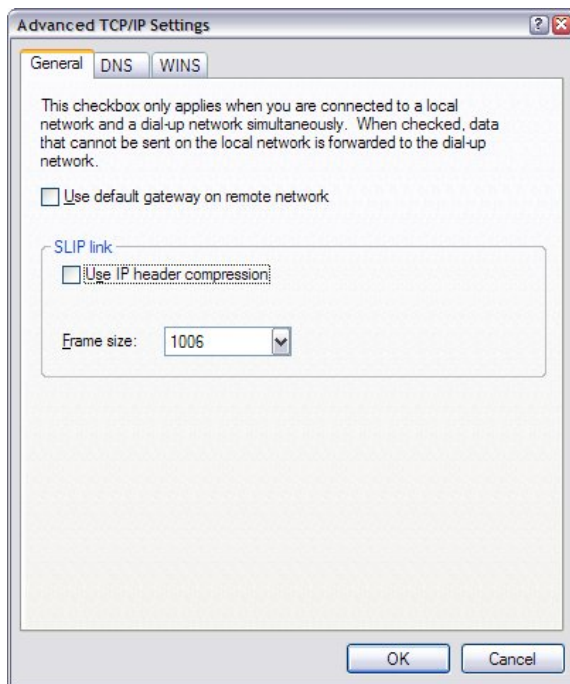 Advanced TCP/IP Settings
General DNS WINS
This checkbox only applies when you are connected to a local
network and a dial-up network simultaneously. When checked, data
that cannot be sent on the local network is forwarded to the dial-up
network.
Use default gateway on remote network
SLIP link
Use IP header compression
Frame size: 1006
OK Cancel